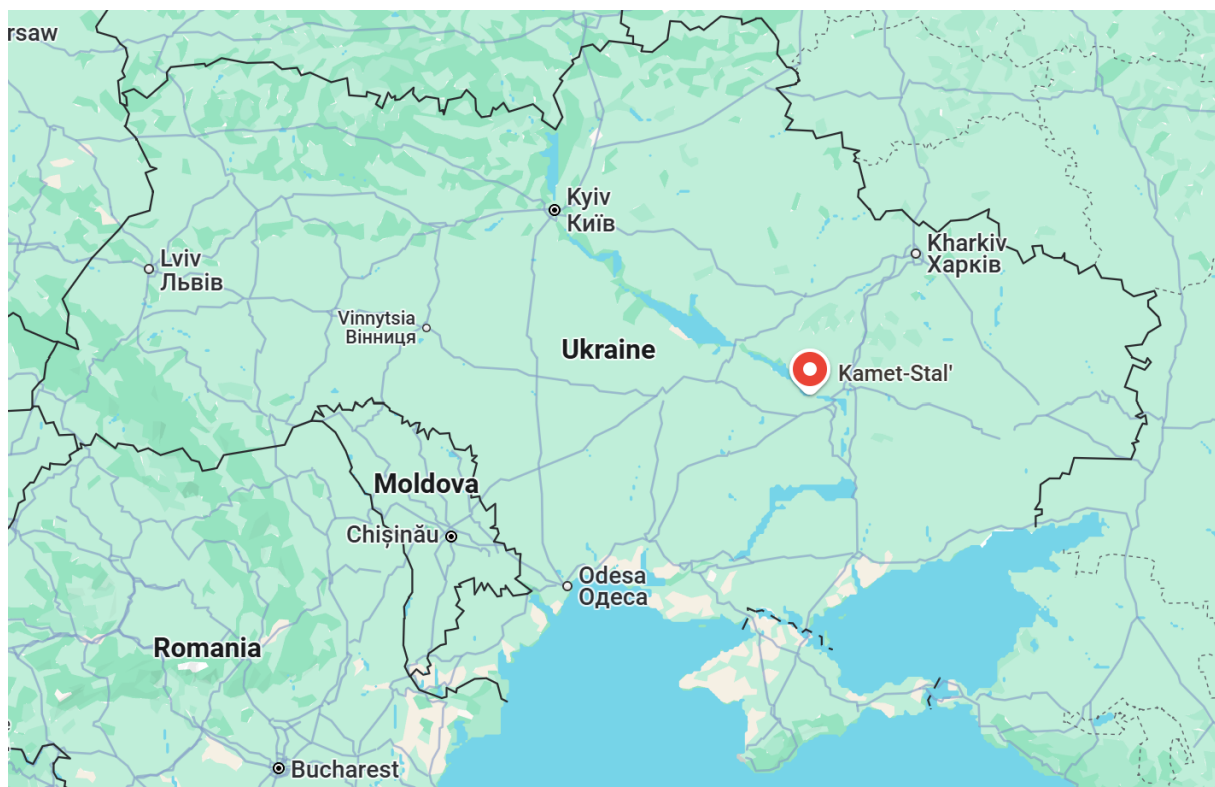 rsaw
Kyiv
Київ
Kharkiv
Харків
Lviv
Львів
Vinnytsia
Вінниця
Ukraine
Kamet-Stal'
Moldova
Chișinău
Odesa
Одеса
Romania
Bucharest